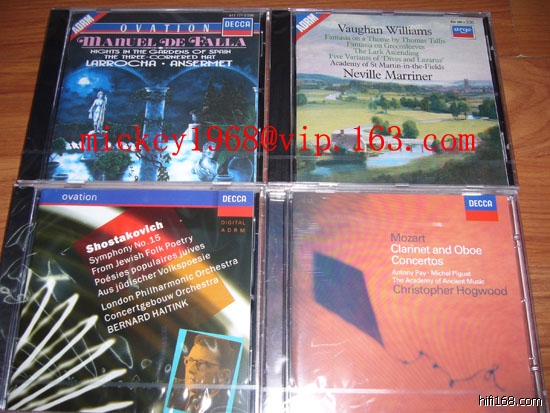 ADRM
OVATION
DECCA
MANUEL DE FALLA
NIGHTS IN THE GARDENS OF SPAIN
THE THREE-CORNERED HAT
LARROCHA · ANSERMET
ADRM
Vaughan Williams
Fantasia on a Theme by Thomas Tallis
Fantasia on Greensleeves
The Lark Ascending
Five Variants of 'Dives and Lazarus'
Academy of St Martin-in-the-Fields
Neville Marriner
argo
mickey1968@vip.163.com
ovation
DECCA
DIGITAL
ADRM
Shostakovich
Symphony No. 15
From Jewish Folk Poetry
Poésies populaires juives
Aus jüdischer Volkspoesie
London Philharmonic Orchestra
Concertgebouw Orchestra
BERNARD HAITINK
DECCA
Mozart
Clarinet and Oboe
Concertos
Antony Pay · Michel Piguet
The Academy of Ancient Music
Christopher Hogwood
hifi168.com